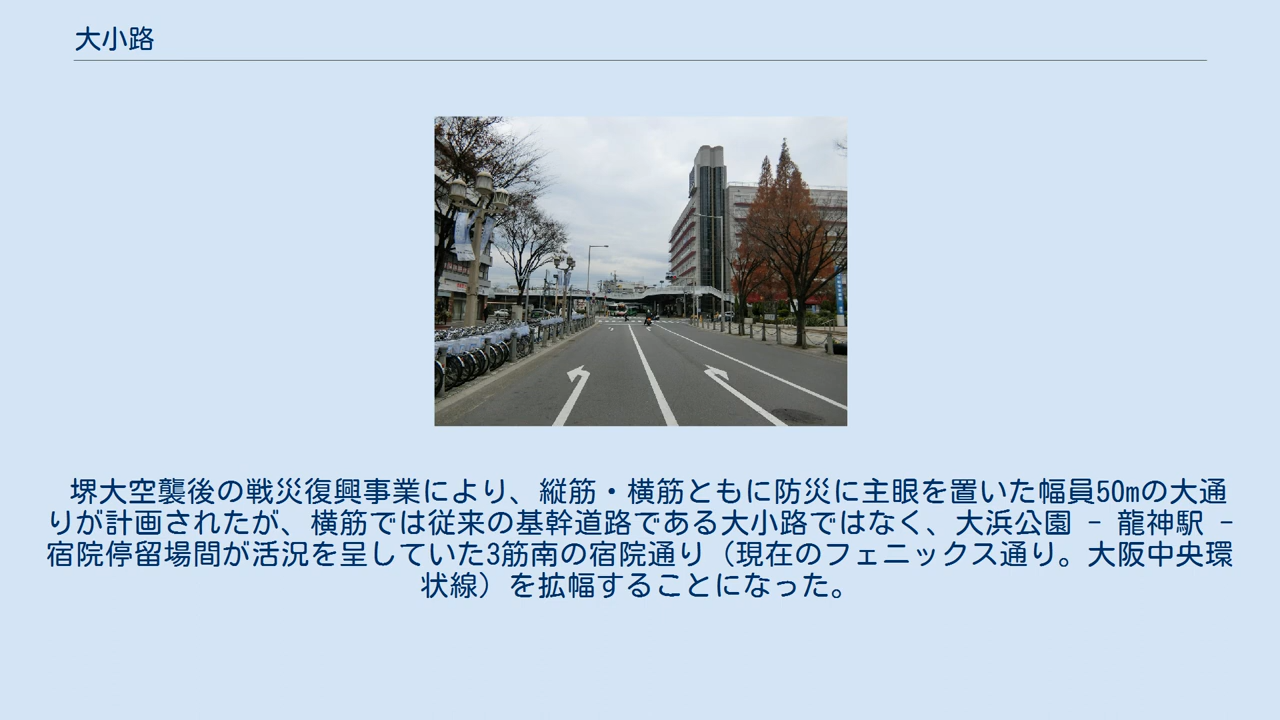 大小路
堺大空襲後の戦災復興事業により、縦筋・横筋ともに防災に主眼を置いた幅員50mの大通
りが計画されたが、横筋では従来の基幹道路である大小路ではなく、大浜公園 - 龍神駅 -
宿院停留場間が活況を呈していた3筋南の宿院通り（現在のフェニックス通り。大阪中央環
状線）を拡幅することになった。